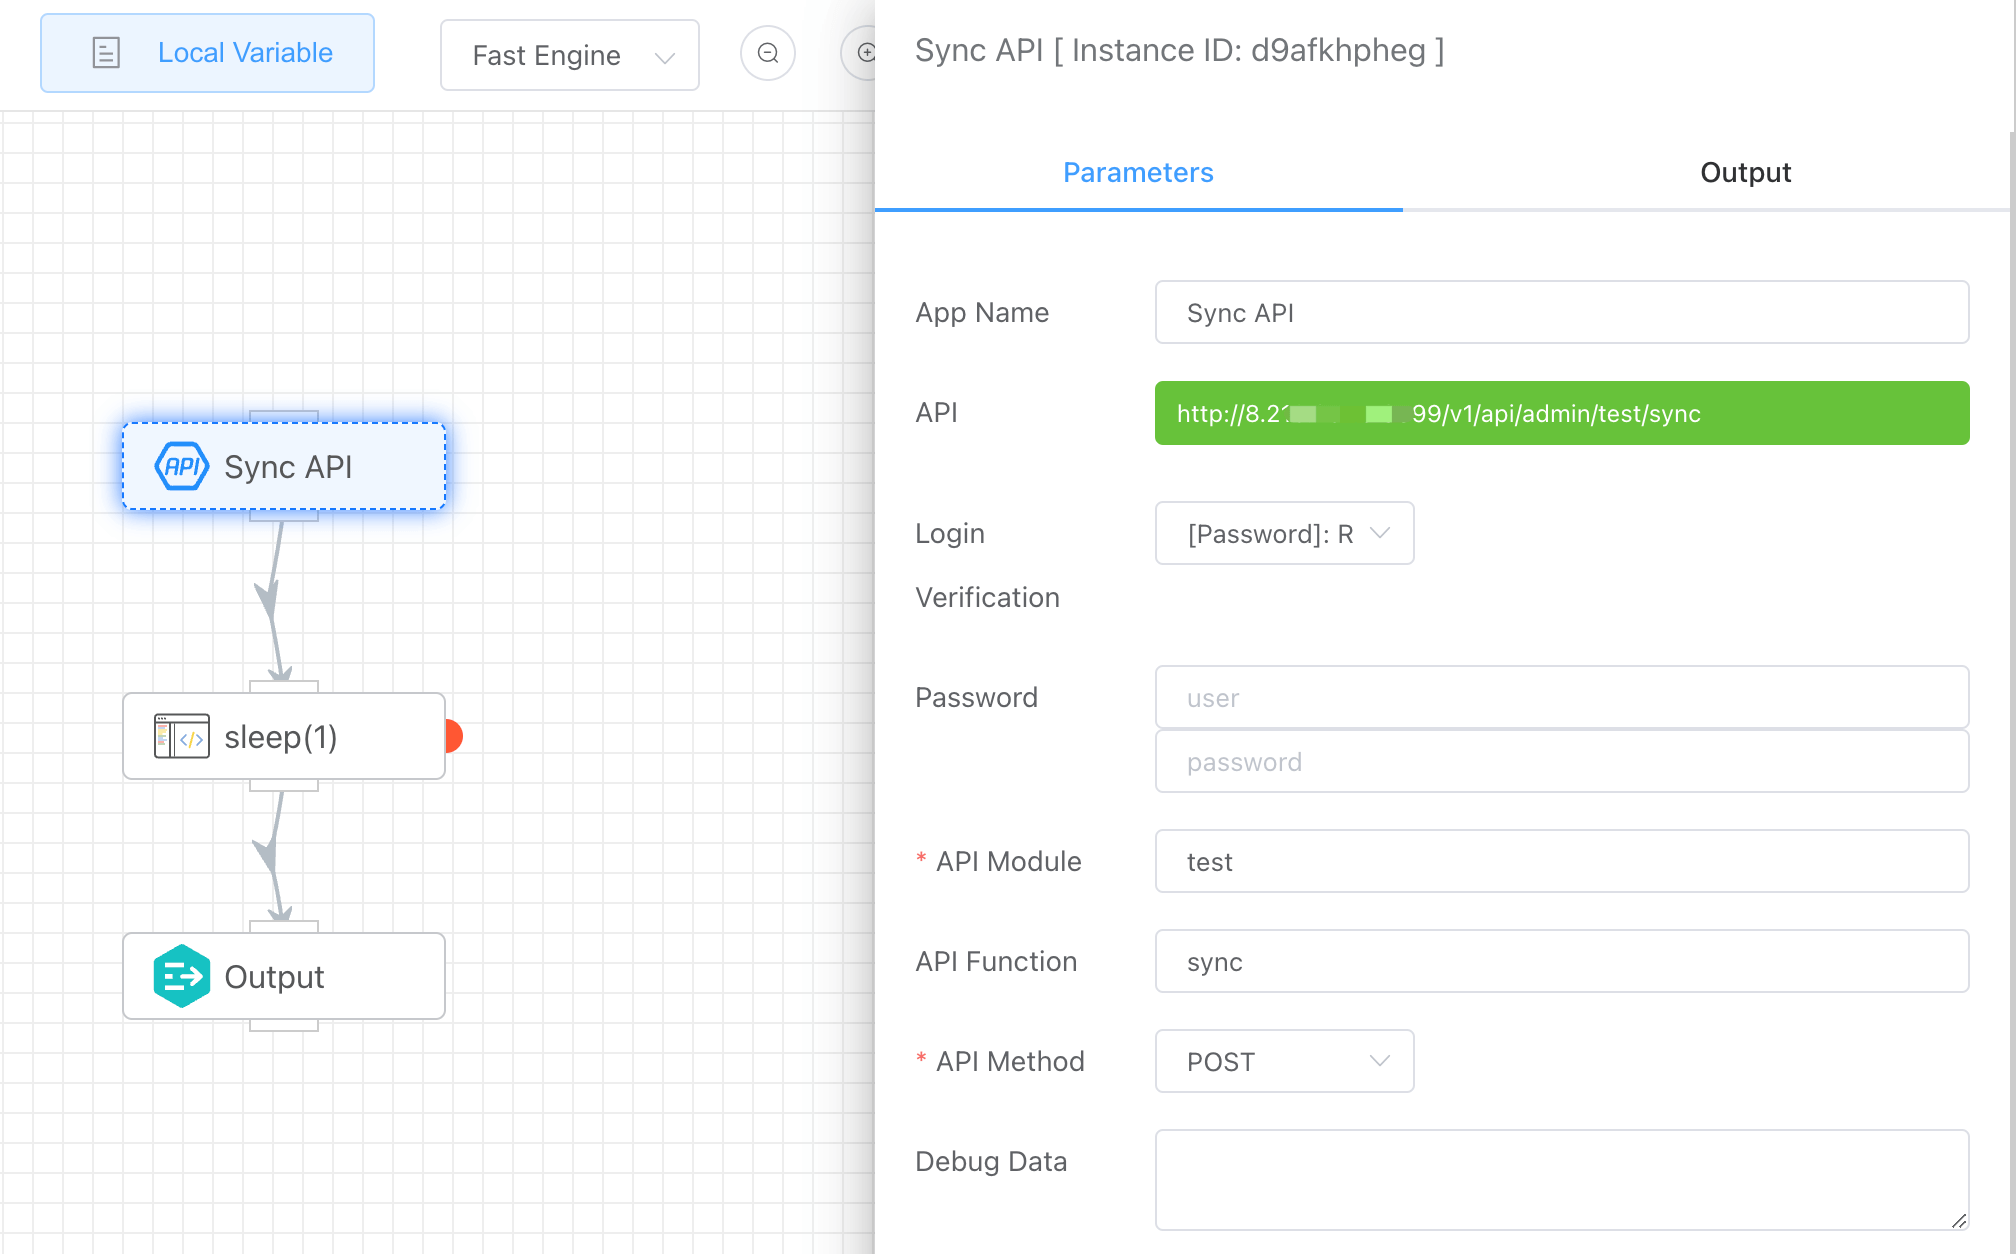 Local Variable
Fast Engine
Sync API [ Instance ID: d9afkhpheg ]
Parameters
Output
App Name
Sync API
API
http://8.2 99/v1/api/admin/test/sync
Login
Verification
[Password]: R
Password
user
password
* API Module
test
API Function
sync
* API Method
POST
Debug Data
API Sync API
sleep(1)
Output